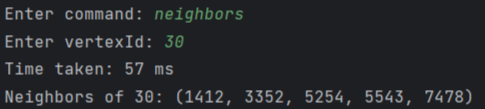 Enter command: neighbors
Enter vertexId: 30
Time taken: 57 ms
Neighbors of 30: (1412, 3352, 5254, 5543, 7478)